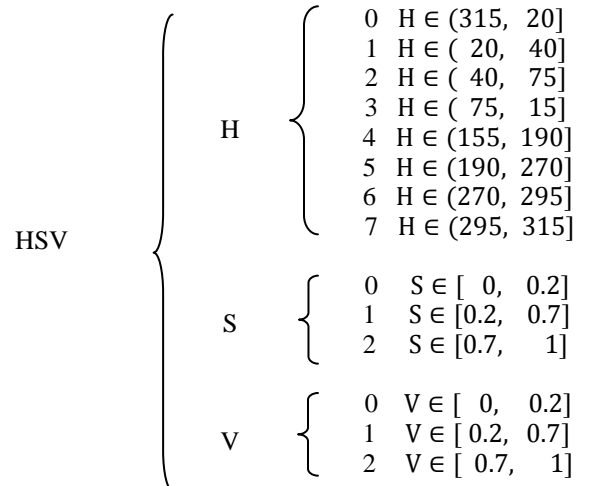 0 H ∈ (315, 20]
1 H ∈ ( 20, 40]
2 H ∈ ( 40, 75]
3 H ∈ ( 75, 15]
H
4 H ∈ (155, 190]
5 H ∈ (190, 270]
6 H ∈ (270, 295]
7 H ∈ (295, 315]
HSV
0 S ∈ [ 0, 0.2]
S
1 S ∈ [0.2, 0.7]
2 S ∈ [0.7, 1]
0 V ∈ [ 0, 0.2]
V
1 V ∈ [ 0.2, 0.7]
2 V ∈ [ 0.7, 1]